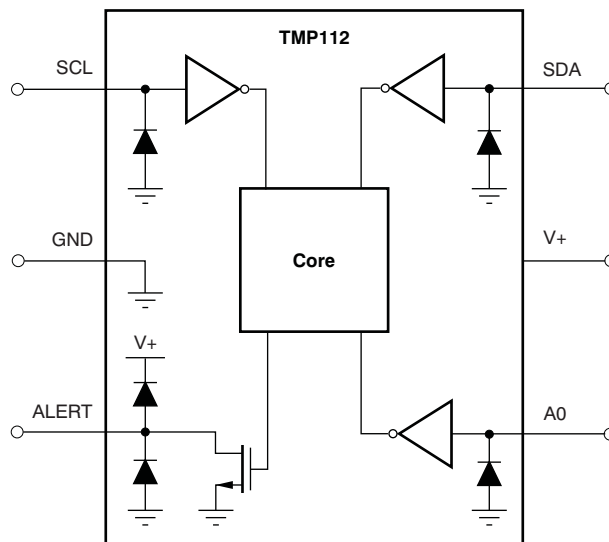 TMP112
SCL
SDA
GND
V+
Core
V+
ALERT
A0